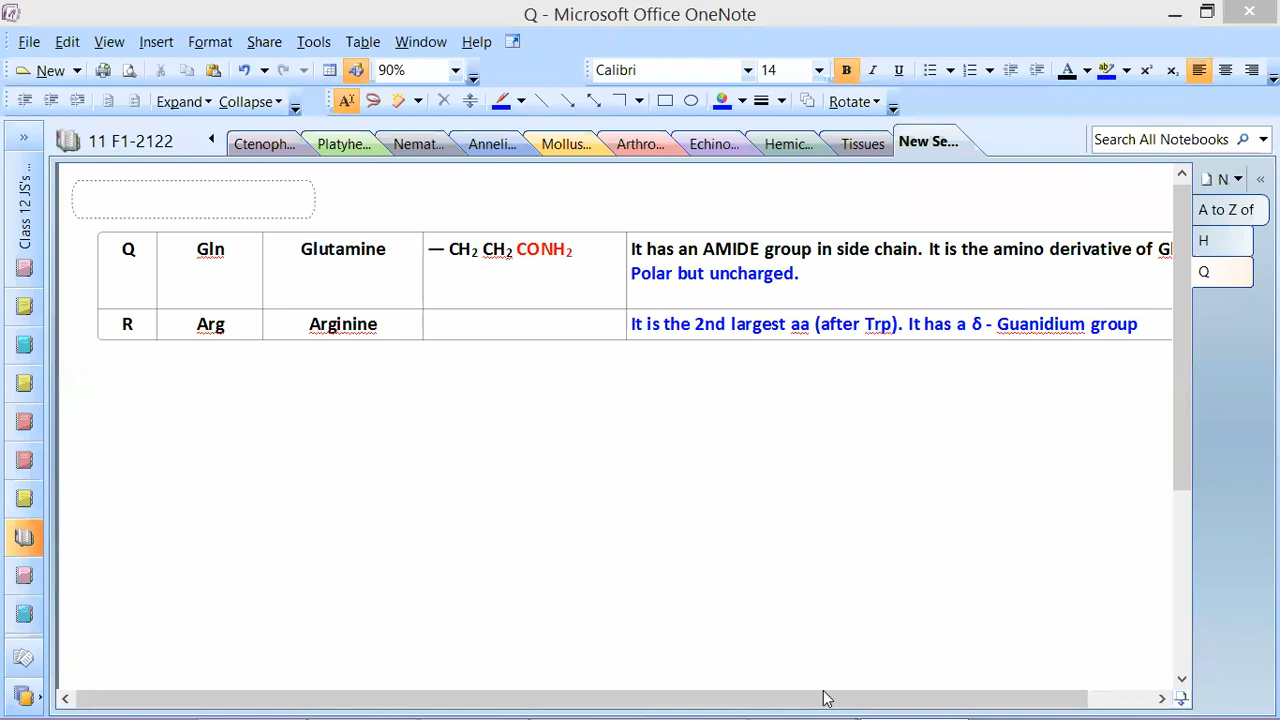 Q - Microsoft Office OneNote
File Edit View Insert Format Share Tools Table Window Help
New 90% Calibri 14 B I U A ab x² x₂
Expand Collapse A Rotate
11 F1-2122 Ctenoph... Platyhe... Nemat... Anneli... Mollus... Arthro... Echino... Hemic... Tissues New Se... Search All Notebooks
Class 12 JS's...
N
A to Z of
H
Q
Q Gln Glutamine — CH₂ CH₂ CONH₂ It has an AMIDE group in side chain. It is the amino derivative of Gl
Polar but uncharged.
R Arg Arginine It is the 2nd largest aa (after Trp). It has a δ - Guanidium group